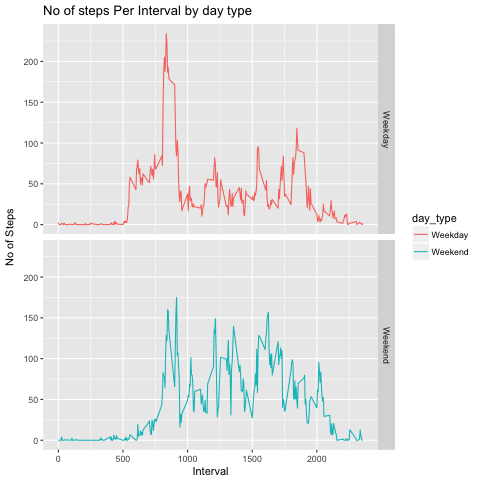 No of steps Per Interval by day type
No of Steps
200
150
100
50
0
Weekday
200
150
100
50
0
Weekend
0
500
1000
1500
2000
Interval
day_type
Weekday
Weekend